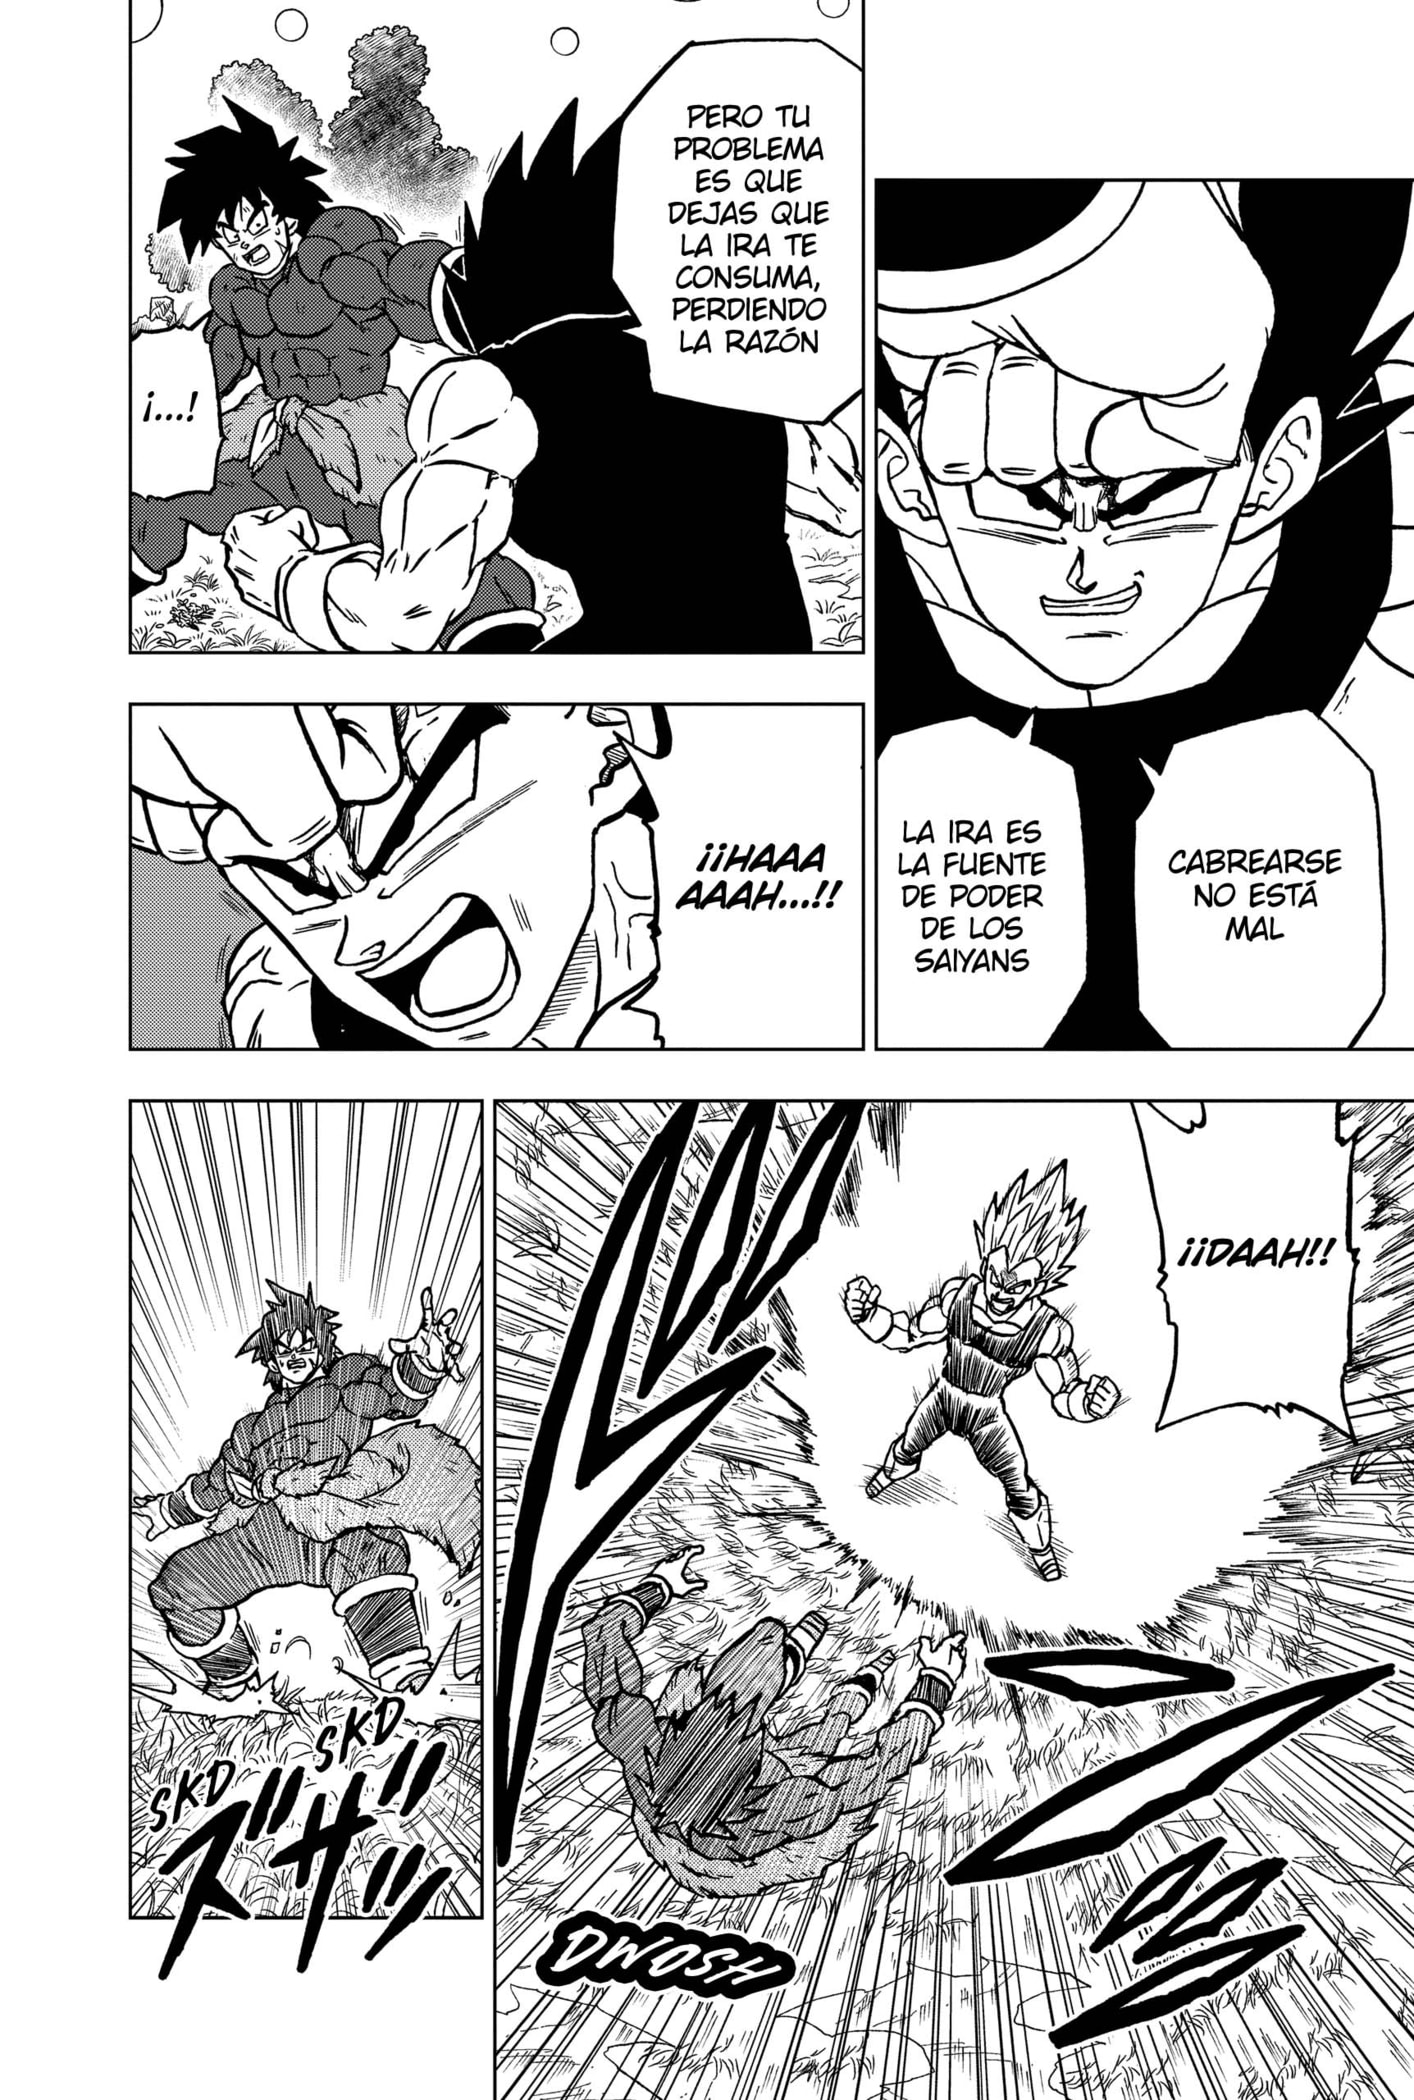 CABREARSE
NO ESTÁ
MAL
LA IRA ES
LA FUENTE
DE PODER
DE LOS
SAIYANS
PERO TU
PROBLEMA
ES QUE
DEJAS QUE
LA IRA TE
CONSUMA,
PERDIENDO
LA RAZÓN
¡...!
¡¡HAAA
AAAH...!!
¡¡DAAH!!
DWOSH
SKD
SKD
ズザッ